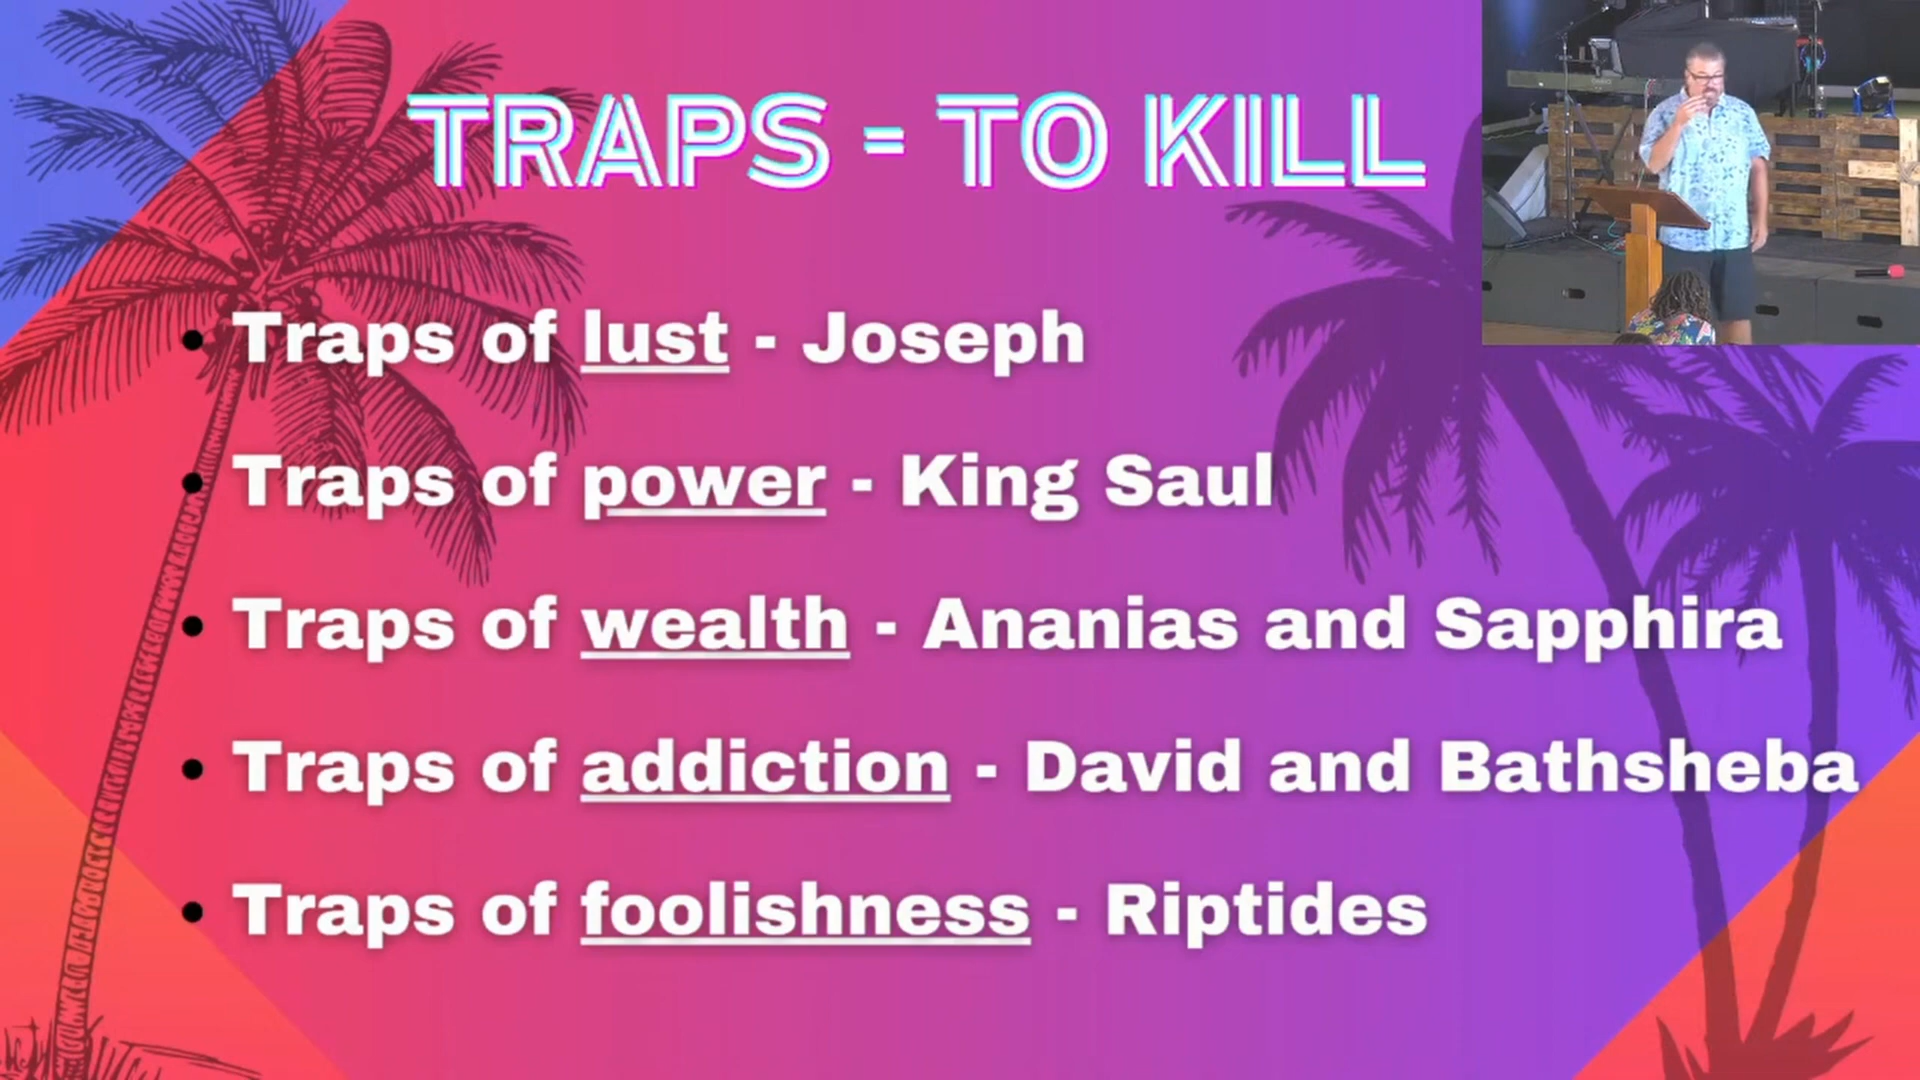 TRAPS = TO KILL
• Traps of lust - Joseph
• Traps of power - King Saul
• Traps of wealth - Ananias and Sapphira
• Traps of addiction - David and Bathsheba
• Traps of foolishness - Riptides